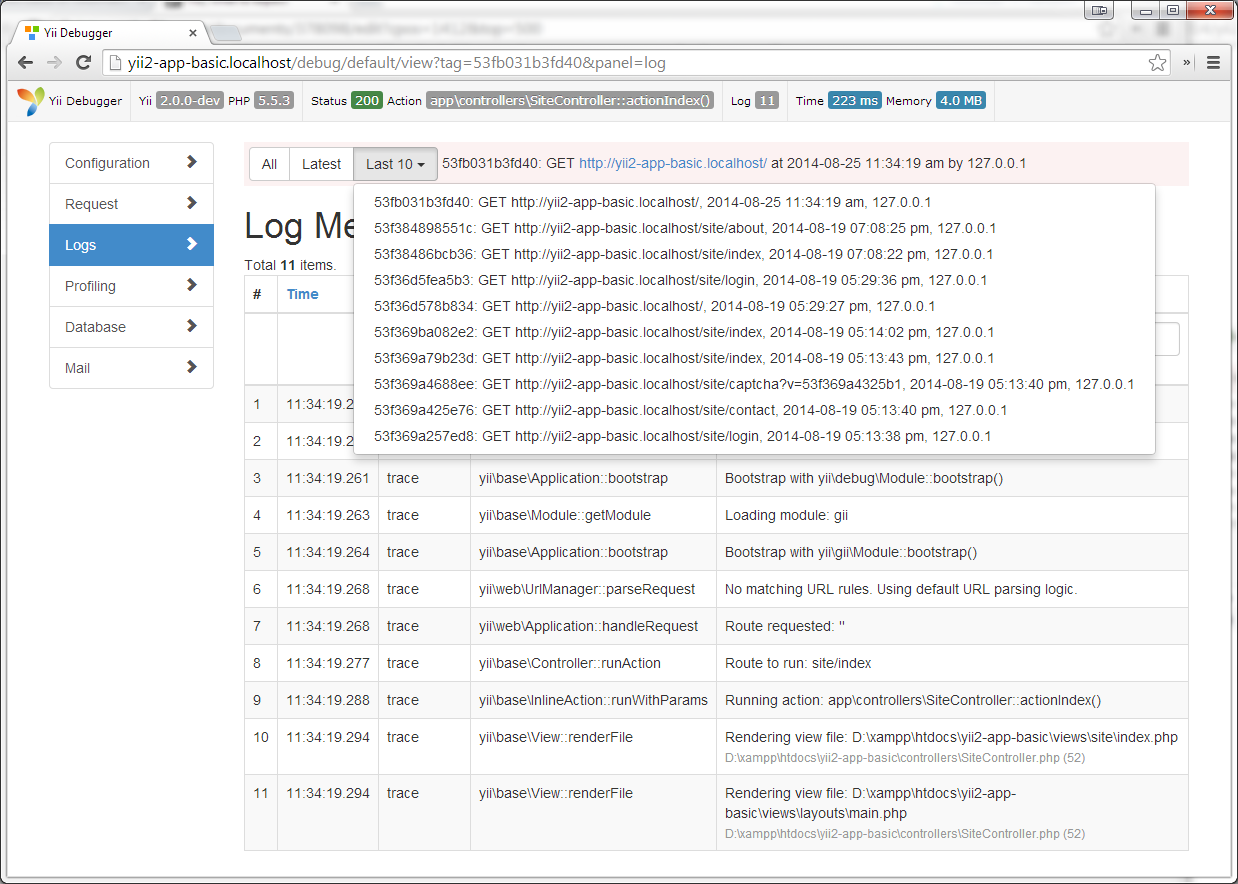 Yii Debugger
yii2-app-basic.localhost/debug/default/view?tag=53fb031b3fd40&panel=log
Yii Debugger Yii 2.0.0-dev PHP 5.5.3 Status 200 Action app\controllers\SiteController::actionIndex() Log 11 Time 223 ms Memory 4.0 MB
Configuration
Request
Logs
Profiling
Database
Mail
All Latest Last 10 53fb031b3fd40: GET http://yii2-app-basic.localhost/ at 2014-08-25 11:34:19 am by 127.0.0.1
53fb031b3fd40: GET http://yii2-app-basic.localhost/, 2014-08-25 11:34:19 am, 127.0.0.1
53f384898551c: GET http://yii2-app-basic.localhost/site/about, 2014-08-19 07:08:25 pm, 127.0.0.1
53f38486bcb36: GET http://yii2-app-basic.localhost/site/index, 2014-08-19 07:08:22 pm, 127.0.0.1
53f36d5fea5b3: GET http://yii2-app-basic.localhost/site/login, 2014-08-19 05:29:36 pm, 127.0.0.1
53f36d578b834: GET http://yii2-app-basic.localhost/, 2014-08-19 05:29:27 pm, 127.0.0.1
53f369ba082e2: GET http://yii2-app-basic.localhost/site/index, 2014-08-19 05:14:02 pm, 127.0.0.1
53f369a79b23d: GET http://yii2-app-basic.localhost/site/index, 2014-08-19 05:13:43 pm, 127.0.0.1
53f369a4688ee: GET http://yii2-app-basic.localhost/site/captcha?v=53f369a4325b1, 2014-08-19 05:13:40 pm, 127.0.0.1
53f369a425e76: GET http://yii2-app-basic.localhost/site/contact, 2014-08-19 05:13:40 pm, 127.0.0.1
53f369a257ed8: GET http://yii2-app-basic.localhost/site/login, 2014-08-19 05:13:38 pm, 127.0.0.1
Log Me
Total 11 items.
# Time
1 11:34:19.2
2 11:34:19.2
3 11:34:19.261 trace yii\base\Application::bootstrap Bootstrap with yii\debug\Module::bootstrap()
4 11:34:19.263 trace yii\base\Module::getModule Loading module: gii
5 11:34:19.264 trace yii\base\Application::bootstrap Bootstrap with yii\gii\Module::bootstrap()
6 11:34:19.268 trace yii\web\UrlManager::parseRequest No matching URL rules. Using default URL parsing logic.
7 11:34:19.268 trace yii\web\Application::handleRequest Route requested: ''
8 11:34:19.277 trace yii\base\Controller::runAction Route to run: site/index
9 11:34:19.288 trace yii\base\InlineAction::runWithParams Running action: app\controllers\SiteController::actionIndex()
10 11:34:19.294 trace yii\base\View::renderFile Rendering view file: D:\xampp\htdocs\yii2-app-basic\views\site\index.php
D:\xampp\htdocs\yii2-app-basic\controllers\SiteController.php (52)
11 11:34:19.294 trace yii\base\View::renderFile Rendering view file: D:\xampp\htdocs\yii2-app-
basic\views\layouts\main.php
D:\xampp\htdocs\yii2-app-basic\controllers\SiteController.php (52)